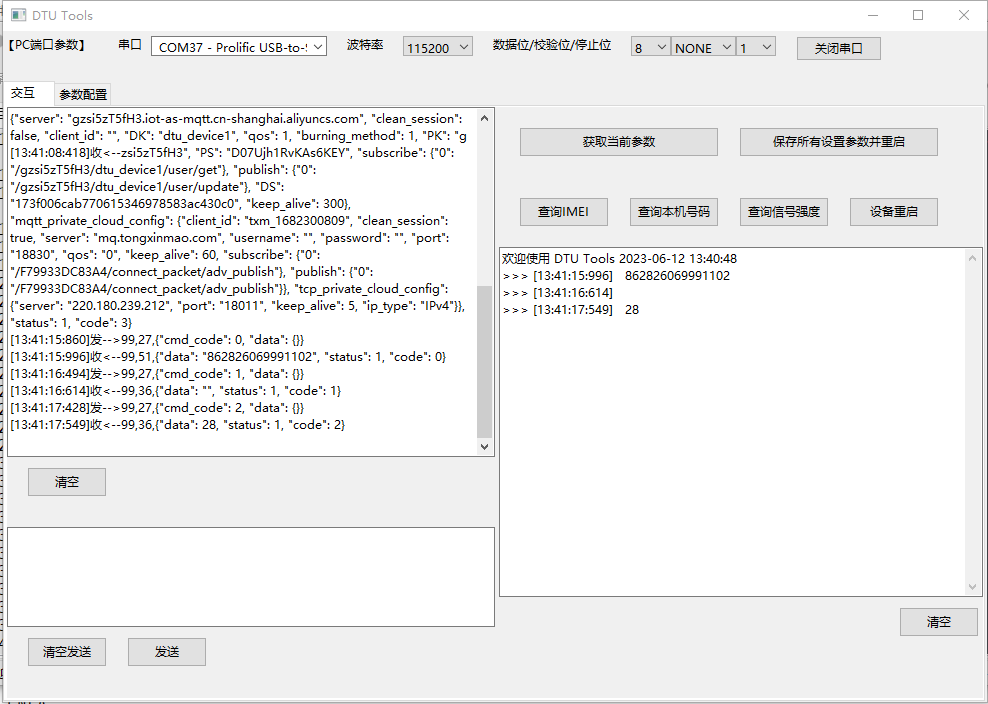 DTU Tools
【PC端口参数】 串口 COM37 - Prolific USB-to-S 波特率 115200 数据位/校验位/停止位 8 NONE 1 关闭串口
交互 参数配置
{"server": "gzsi5zT5fH3.iot-as-mqtt.cn-shanghai.aliyuncs.com", "clean_session":
false, "client_id": "", "DK": "dtu_device1", "qos": 1, "burning_method": 1, "PK": "g
[13:41:08:418]收<--zsi5zT5fH3", "PS": "D07Ujh1RvKAs6KEY", "subscribe": {"0":
"/gzsi5zT5fH3/dtu_device1/user/get"}, "publish": {"0":
"/gzsi5zT5fH3/dtu_device1/user/update"}, "DS":
"173f006cab770615346978583ac430c0", "keep_alive": 300},
"mqtt_private_cloud_config": {"client_id": "txm_1682300809", "clean_session":
true, "server": "mq.tongxinmao.com", "username": "", "password": "", "port":
"18830", "qos": "0", "keep_alive": 60, "subscribe": {"0":
"/F79933DC83A4/connect_packet/adv_publish"}, "publish": {"0":
"/F79933DC83A4/connect_packet/adv_publish"}}, "tcp_private_cloud_config":
{"server": "220.180.239.212", "port": "18011", "keep_alive": 5, "ip_type": "IPv4"}},
"status": 1, "code": 3}
[13:41:15:860]发-->99,27,{"cmd_code": 0, "data": {}}
[13:41:15:996]收<--99,51,{"data": "862826069991102", "status": 1, "code": 0}
[13:41:16:494]发-->99,27,{"cmd_code": 1, "data": {}}
[13:41:16:614]收<--99,36,{"data": "", "status": 1, "code": 1}
[13:41:17:428]发-->99,27,{"cmd_code": 2, "data": {}}
[13:41:17:549]收<--99,36,{"data": 28, "status": 1, "code": 2}
清空
清空发送 发送
获取当前参数 保存所有设置参数并重启
查询IMEI 查询本机号码 查询信号强度 设备重启
欢迎使用 DTU Tools 2023-06-12 13:40:48
>>> [13:41:15:996] 862826069991102
>>> [13:41:16:614]
>>> [13:41:17:549] 28
清空